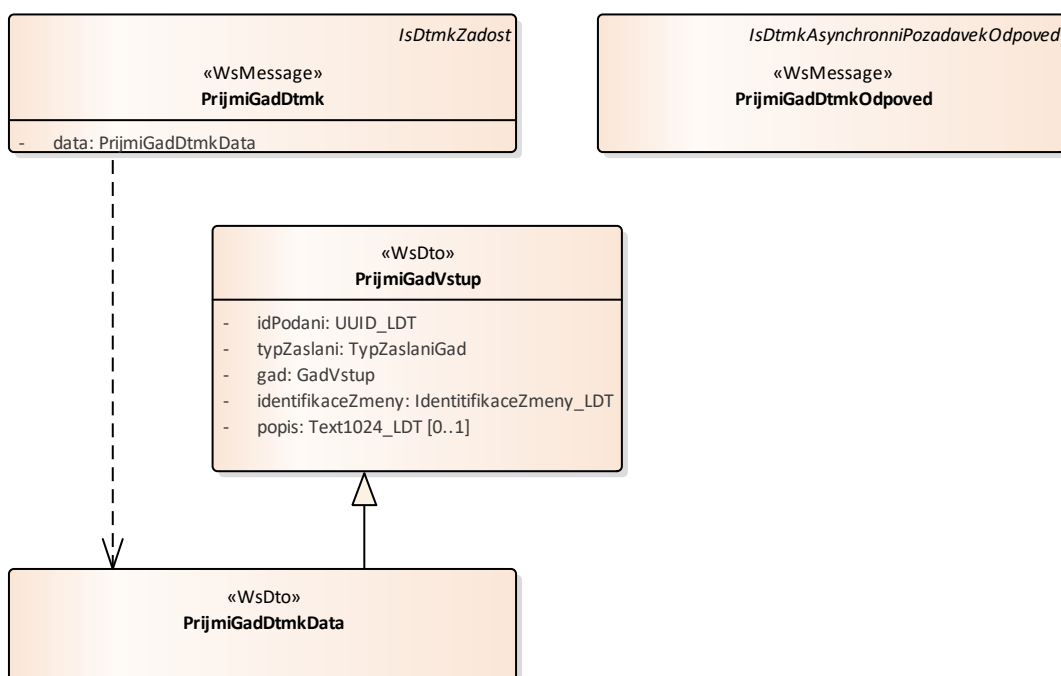 IsDtmkZadost
«WsMessage»
PrijmiGadDtmk
- data: PrijmiGadDtmkData
IsDtmkAsynchronniPozadavekOdpoved
«WsMessage»
PrijmiGadDtmkOdpoved
«WsDto»
PrijmiGadVstup
- idPodani: UUID_LDT
- typZaslani: TypZaslaniGad
- gad: GadVstup
- identifikaceZmeny: IdentitifikaceZmeny_LDT
- popis: Text1024_LDT [0..1]
«WsDto»
PrijmiGadDtmkData